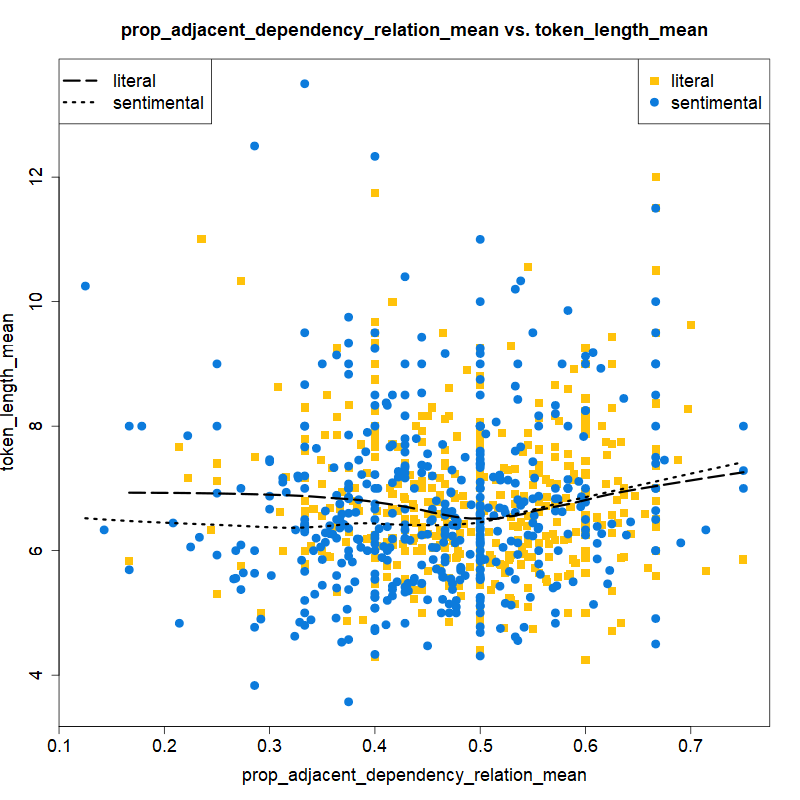 prop_adjacent_dependency_relation_mean vs. token_length_mean
literal
sentimental
literal
sentimental
token_length_mean
12
10
8
6
4
0.1 0.2 0.3 0.4 0.5 0.6 0.7
prop_adjacent_dependency_relation_mean